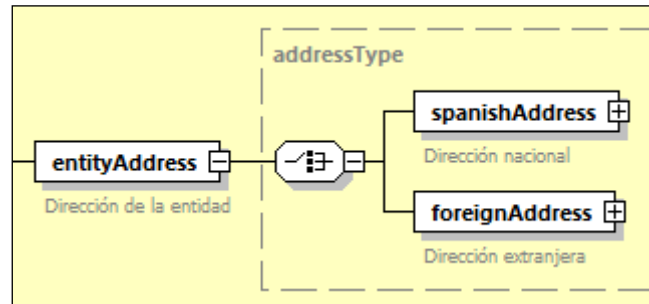 addressType
spanishAddress
Dirección nacional
entityAddress
Dirección de la entidad
foreignAddress
Dirección extranjera